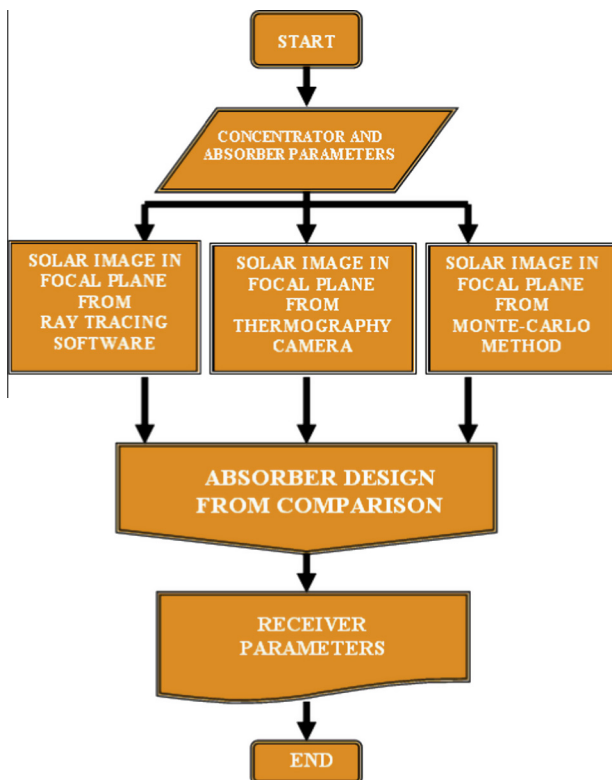 START
CONCENTRATOR AND
ABSORBER PARAMETERS
SOLAR IMAGE IN
FOCAL PLANE
FROM
RAY TRACING
SOFTWARE
SOLAR IMAGE IN
FOCAL PLANE
FROM
THERMOGRAPHY
CAMERA
SOLAR IMAGE IN
FOCAL PLANE
FROM
MONTE-CARLO
METHOD
ABSORBER DESIGN
FROM COMPARISON
RECEIVER
PARAMETERS
END